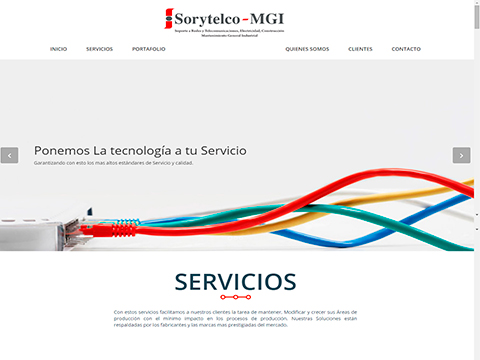 Sorytelco-MGI
Soporte a Redes y Telecomunicaciones, Electricidad, Construcción
Mantenimiento General Industrial
INICIO SERVICIOS PORTAFOLIO QUIENES SOMOS CLIENTES CONTACTO
Ponemos La tecnología a tu Servicio
Garantizando con esto los mas altos estándares de Servicio y calidad.
SERVICIOS
Con estos servicios facilitamos a nuestros clientes la tarea de mantener, Modificar y crecer sus Áreas de
producción con el mínimo impacto en los procesos de producción. Nuestras Soluciones están
respaldadas por los fabricantes y las marcas mas prestigiadas del mercado.